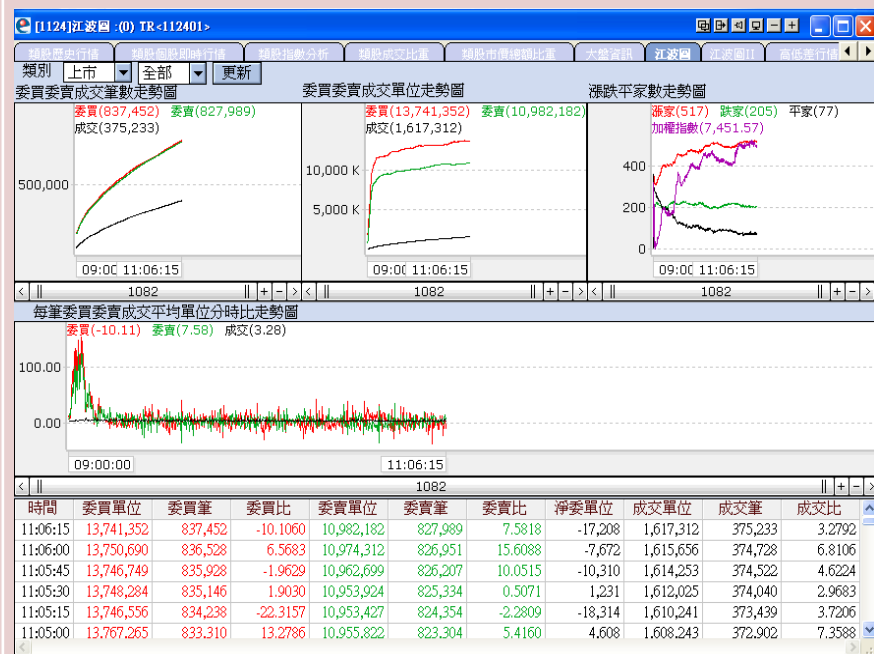 [1124]江波圖 :(0) TR<112401>
類股歷史行情 類股個股即時行情 類股指數分析 類股成交比重 類股市價總額比重 大盤資訊 江波圖 江波圖II 高低差行情
類別 上市 全部 更新
委買委賣成交筆數走勢圖 委買委賣成交單位走勢圖 漲跌平家數走勢圖
委買(837,452) 委賣(827,989)
成交(375,233)
500,000
09:00 11:06:15
1082
委買(13,741,352) 委賣(10,982,182)
成交(1,617,312)
10,000 K
5,000 K
09:00 11:06:15
1082
漲家(517) 跌家(205) 平家(77)
加權指數(7,451.57)
400
200
0
09:00 11:06:15
1082
每筆委買委賣成交平均單位分時比走勢圖
委買(-10.11) 委賣(7.58) 成交(3.28)
100.00
0.00
09:00:00 11:06:15
1082
時間 委買單位 委買筆 委買比 委賣單位 委賣筆 委賣比 淨委單位 成交單位 成交筆 成交比
11:06:15 13,741,352 837,452 -10.1060 10,982,182 827,989 7.5818 -17,208 1,617,312 375,233 3.2792
11:06:00 13,750,690 836,528 6.5683 10,974,312 826,951 15.6088 -7,672 1,615,656 374,728 6.8106
11:05:45 13,746,749 835,928 -1.9629 10,962,699 826,207 10.0515 -10,310 1,614,253 374,522 4.6224
11:05:30 13,748,284 835,146 1.9030 10,953,924 825,334 0.5071 1,231 1,612,025 374,040 2.9683
11:05:15 13,746,556 834,238 -22.3157 10,953,427 824,354 -2.2809 -18,314 1,610,241 373,439 3.7206
11:05:00 13,767,265 833,310 13.2786 10,955,822 823,304 5.4160 4,608 1,608,243 372,902 7.3588